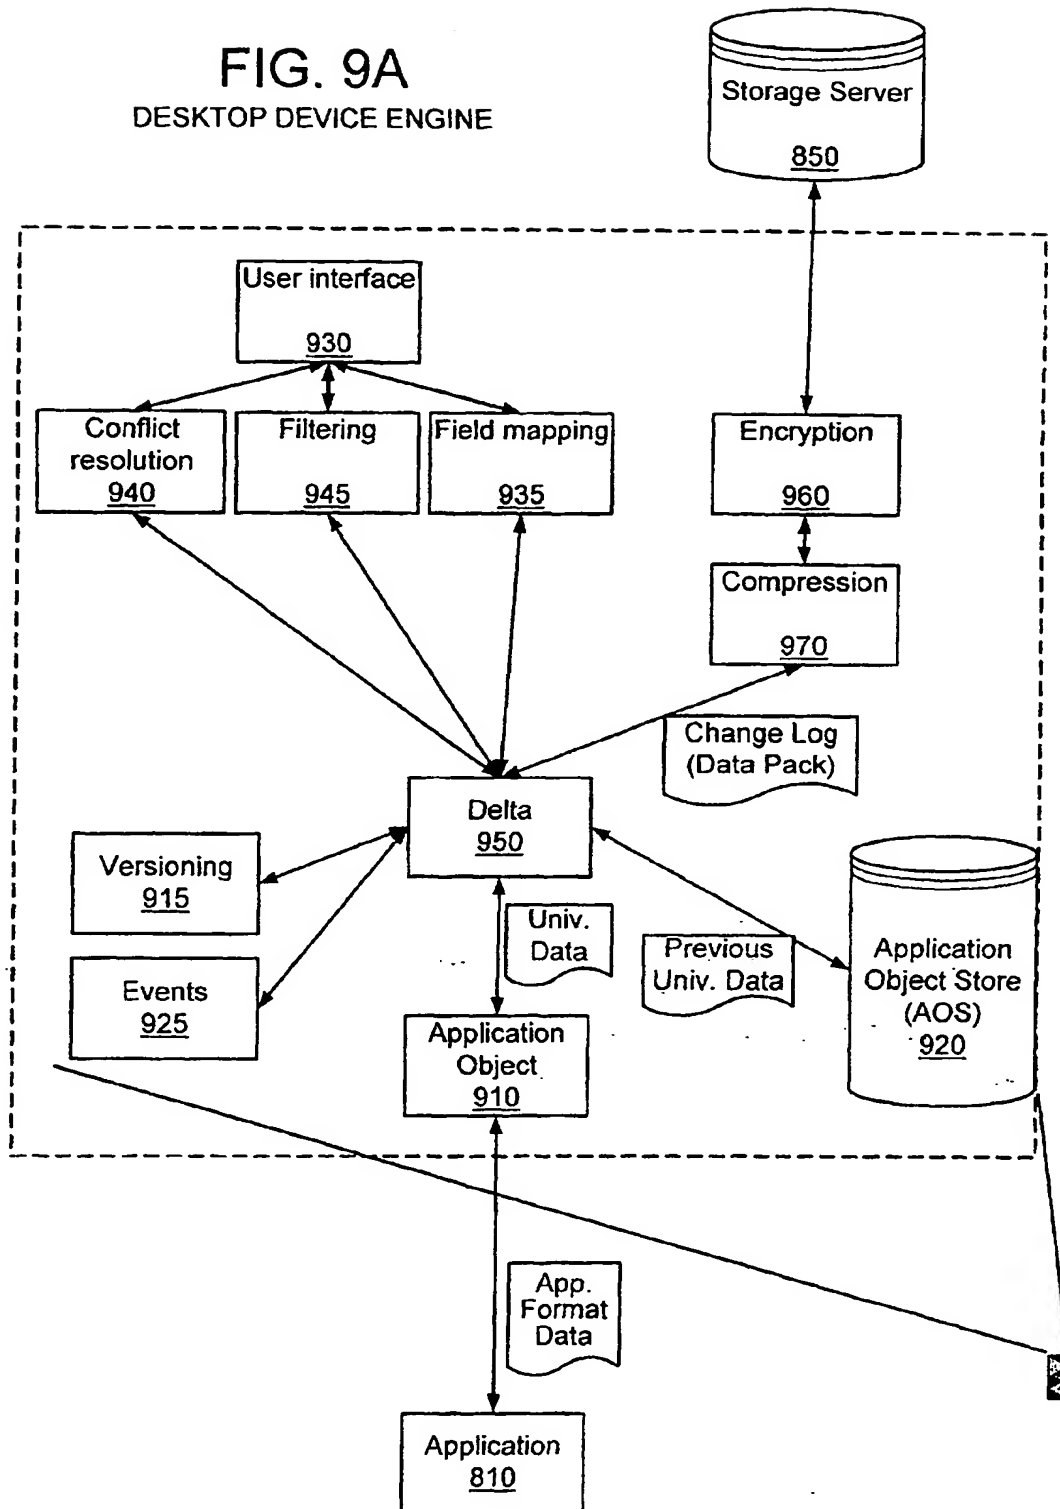 FIG. 9A
DESKTOP DEVICE ENGINE
Storage Server
850
User interface
930
Conflict
resolution
940
Filtering
945
Field mapping
935
Encryption
960
Compression
970
Change Log
(Data Pack)
Delta
950
Versioning
915
Events
925
Univ.
Data
Previous
Univ. Data
Application
Object Store
(AOS)
920
Application
Object
910
App.
Format
Data
Application
810